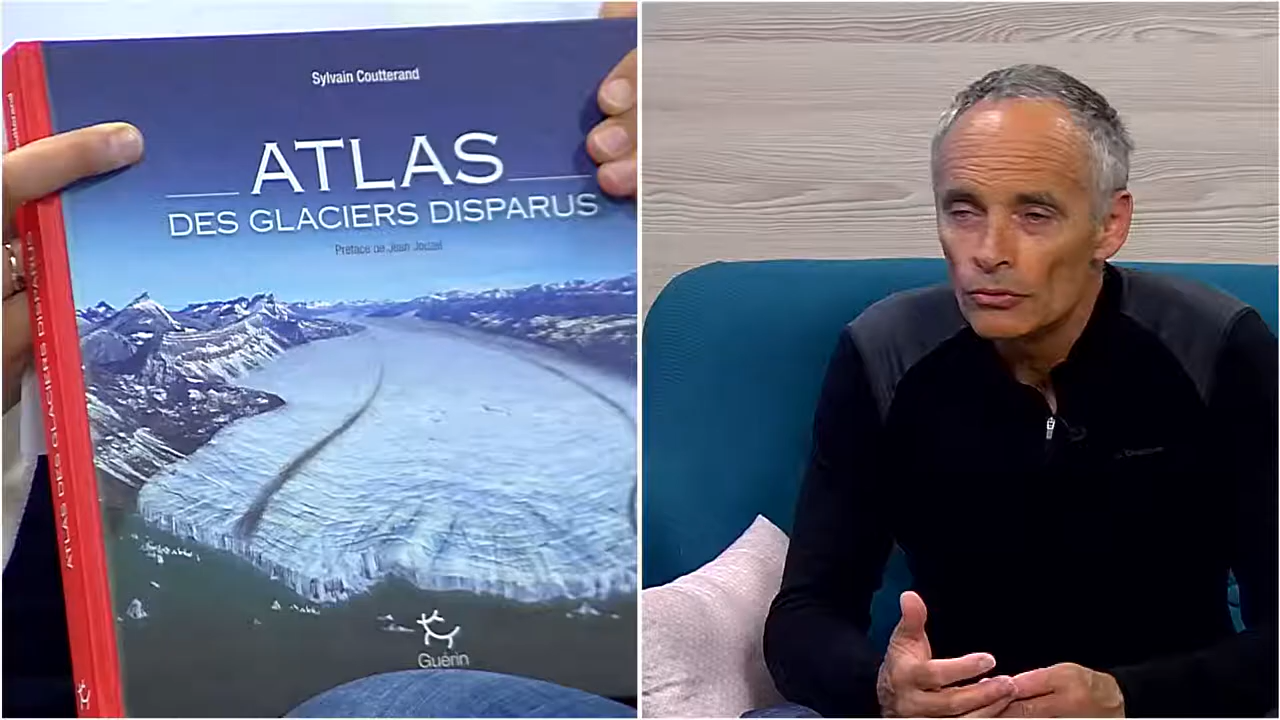 Sylvain Coutterand
ATLAS
DES GLACIERS DISPARUS
Préface de Jean Jouzel
Guérin
ATLAS DES GLACIERS DISPARUS